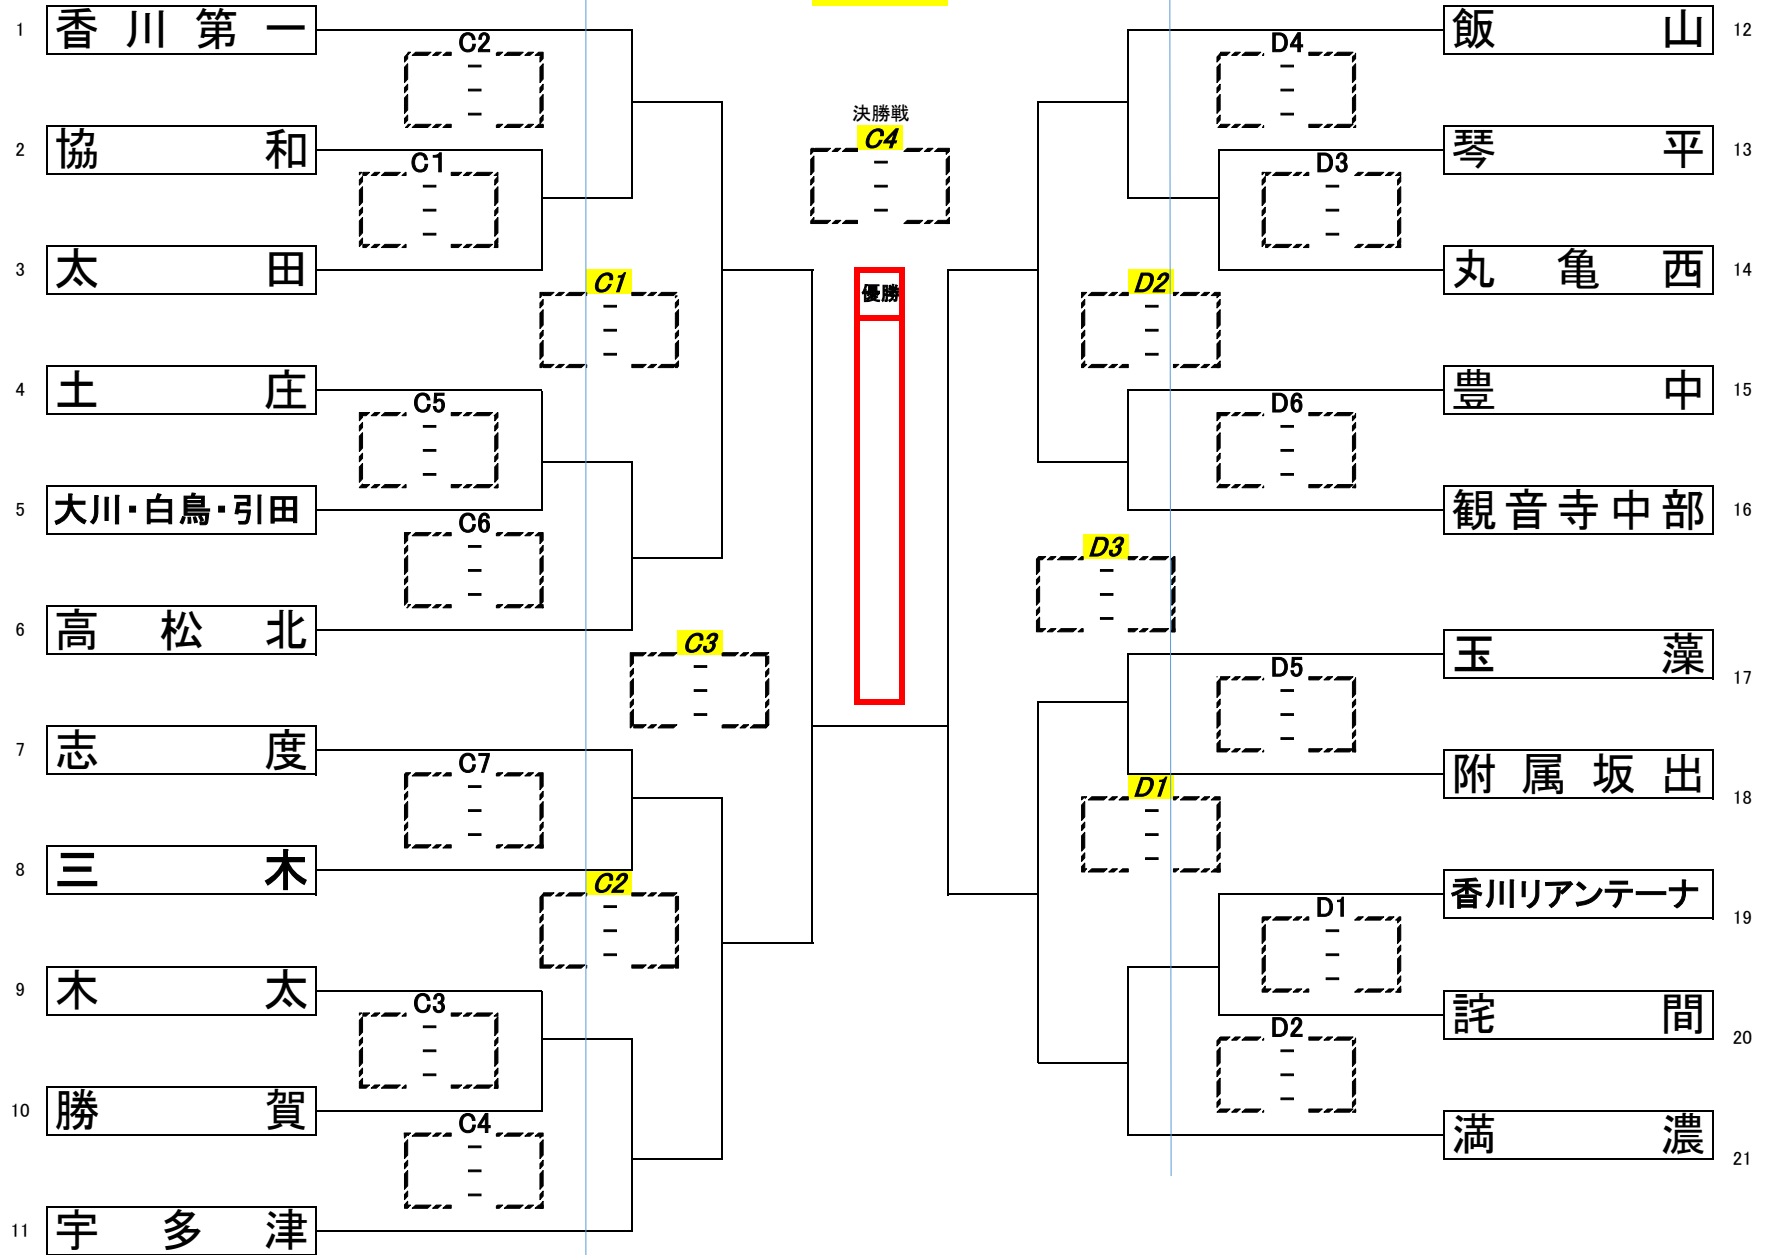 1 香川第一
C2
－
－
－
2 協和
C1
－
－
－
3 太田
C1
－
－
－
4 土庄
C5
－
－
－
5 大川・白鳥・引田
C6
－
－
－
6 高松北
C3
－
－
－
7 志度
C7
－
－
－
8 三木
C2
－
－
－
9 木太
C3
－
－
－
10 勝賀
C4
－
－
－
11 宇多津
決勝戦
C4
－
－
－
優勝
飯山 12
D4
－
－
－
琴平 13
D3
－
－
－
丸亀西 14
D2
－
－
－
豊中 15
D6
－
－
－
観音寺中部 16
D3
－
－
－
玉藻 17
D5
－
－
－
附属坂出 18
D1
－
－
－
香川リアンテーナ 19
D1
－
－
－
詫間 20
D2
－
－
－
満濃 21